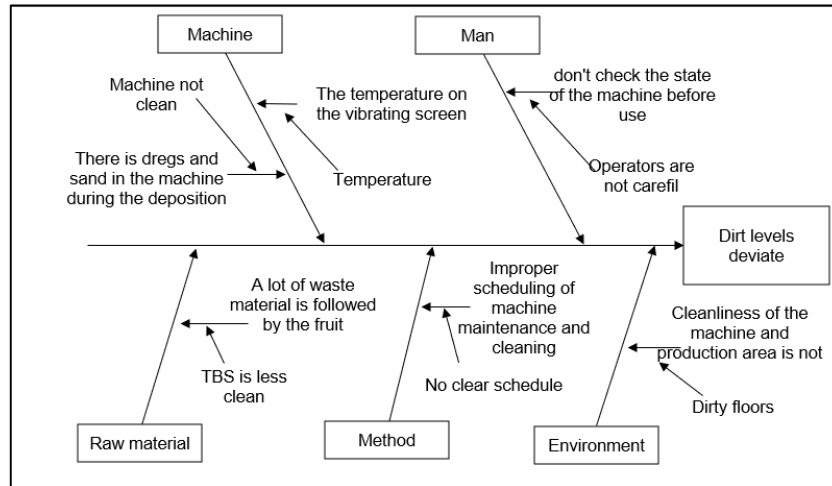 Machine
Man
Machine not
clean
The temperature on
the vibrating screen
don't check the state
of the machine before
use
There is dregs and
sand in the machine
during the deposition
Temperature
Operators are
not carefil
Dirt levels
deviate
A lot of waste
material is followed
by the fruit
Improper
scheduling of
machine
maintenance and
cleaning
Cleanliness of the
machine and
production area is not
TBS is less
clean
No clear schedule
Dirty floors
Raw material
Method
Environment